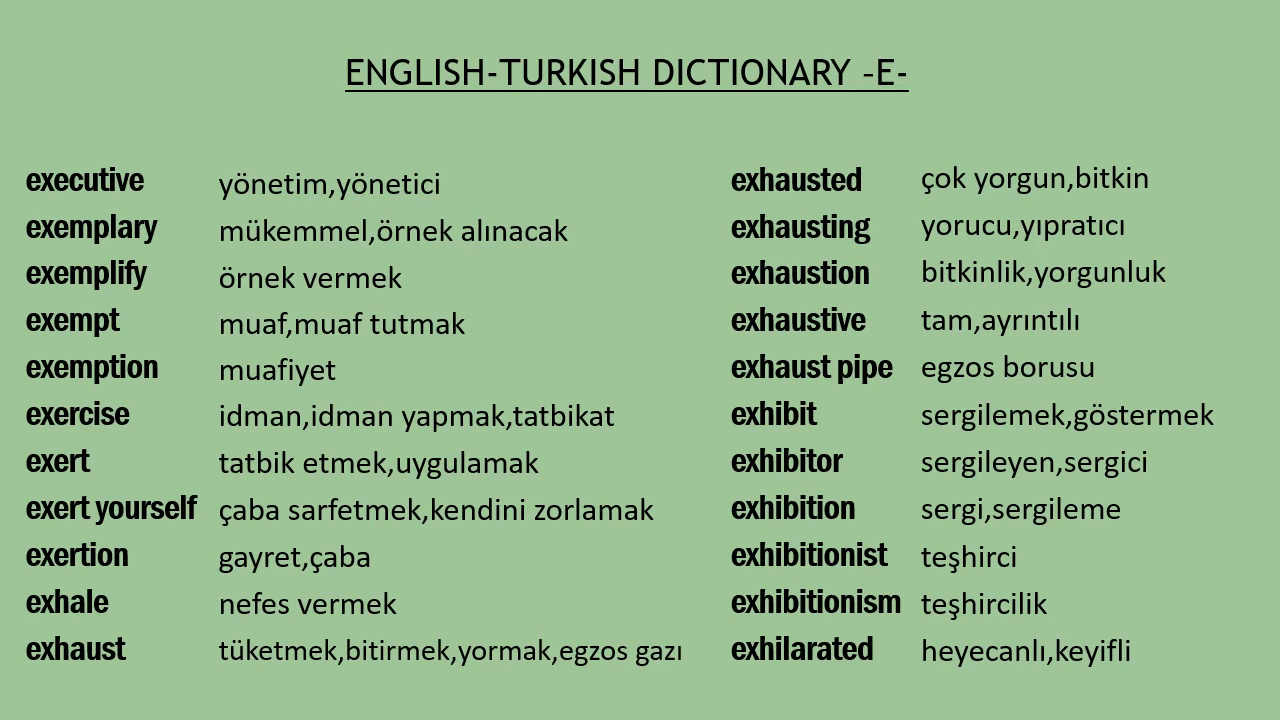 ENGLISH-TURKISH DICTIONARY –E-
executive yönetim,yönetici
exemplary mükemmel,örnek alınacak
exemplify örnek vermek
exempt muaf,muaf tutmak
exemption muafiyet
exercise idman,idman yapmak,tatbikat
exert tatbik etmek,uygulamak
exert yourself çaba sarfetmek,kendini zorlamak
exertion gayret,çaba
exhale nefes vermek
exhaust tüketmek,bitirmek,yormak,egzos gazı
exhausted çok yorgun,bitkin
exhausting yorucu,yıpratıcı
exhaustion bitkinlik,yorgunluk
exhaustive tam,ayrıntılı
exhaust pipe egzos borusu
exhibit sergilemek,göstermek
exhibitor sergileyen,sergici
exhibition sergi,sergileme
exhibitionist teşhirci
exhibitionism teşhircilik
exhilarated heyecanlı,keyifli